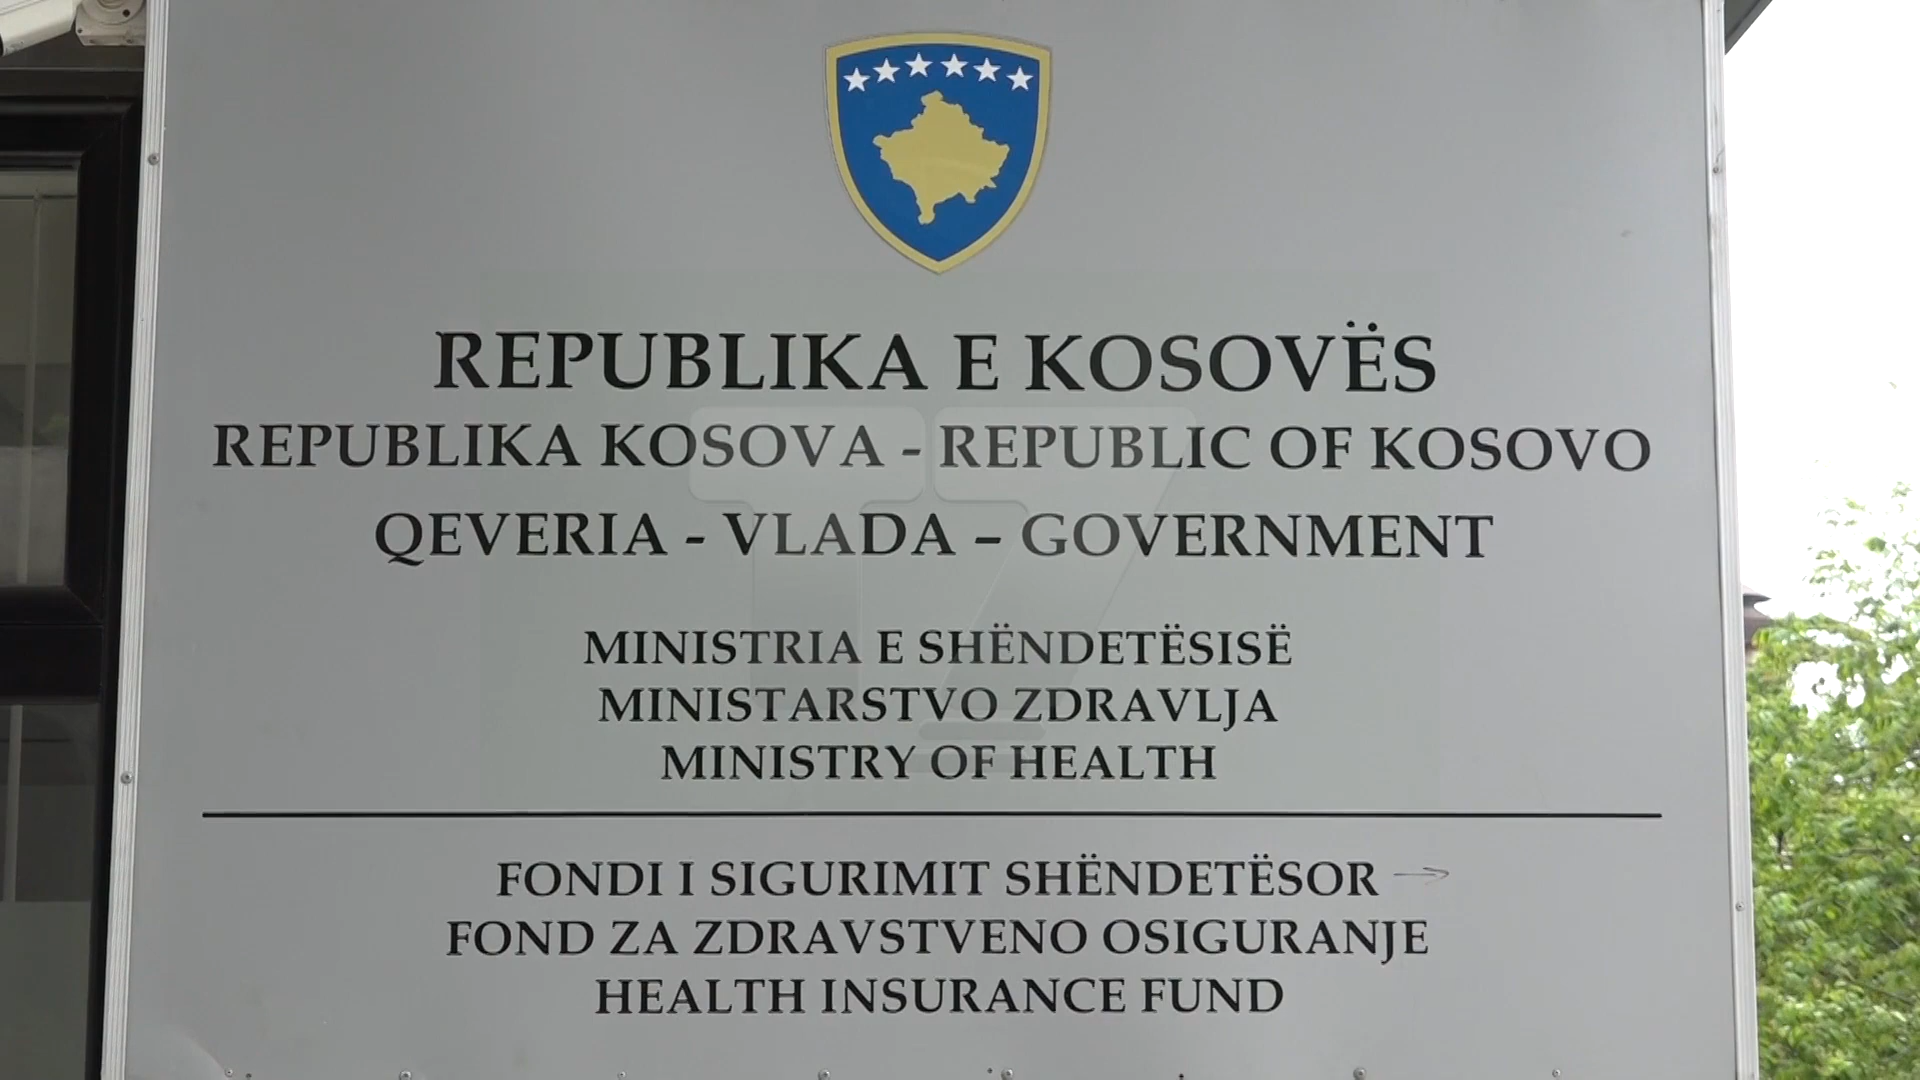 REPUBLIKA E KOSOVËS
REPUBLIKA KOSOVA - REPUBLIC OF KOSOVO
QEVERIA - VLADA – GOVERNMENT
MINISTRIA E SHËNDETËSISË
MINISTARSTVO ZDRAVLJA
MINISTRY OF HEALTH
FONDI I SIGURIMIT SHËNDETËSOR
FOND ZA ZDRAVSTVENO OSIGURANJE
HEALTH INSURANCE FUND
T7